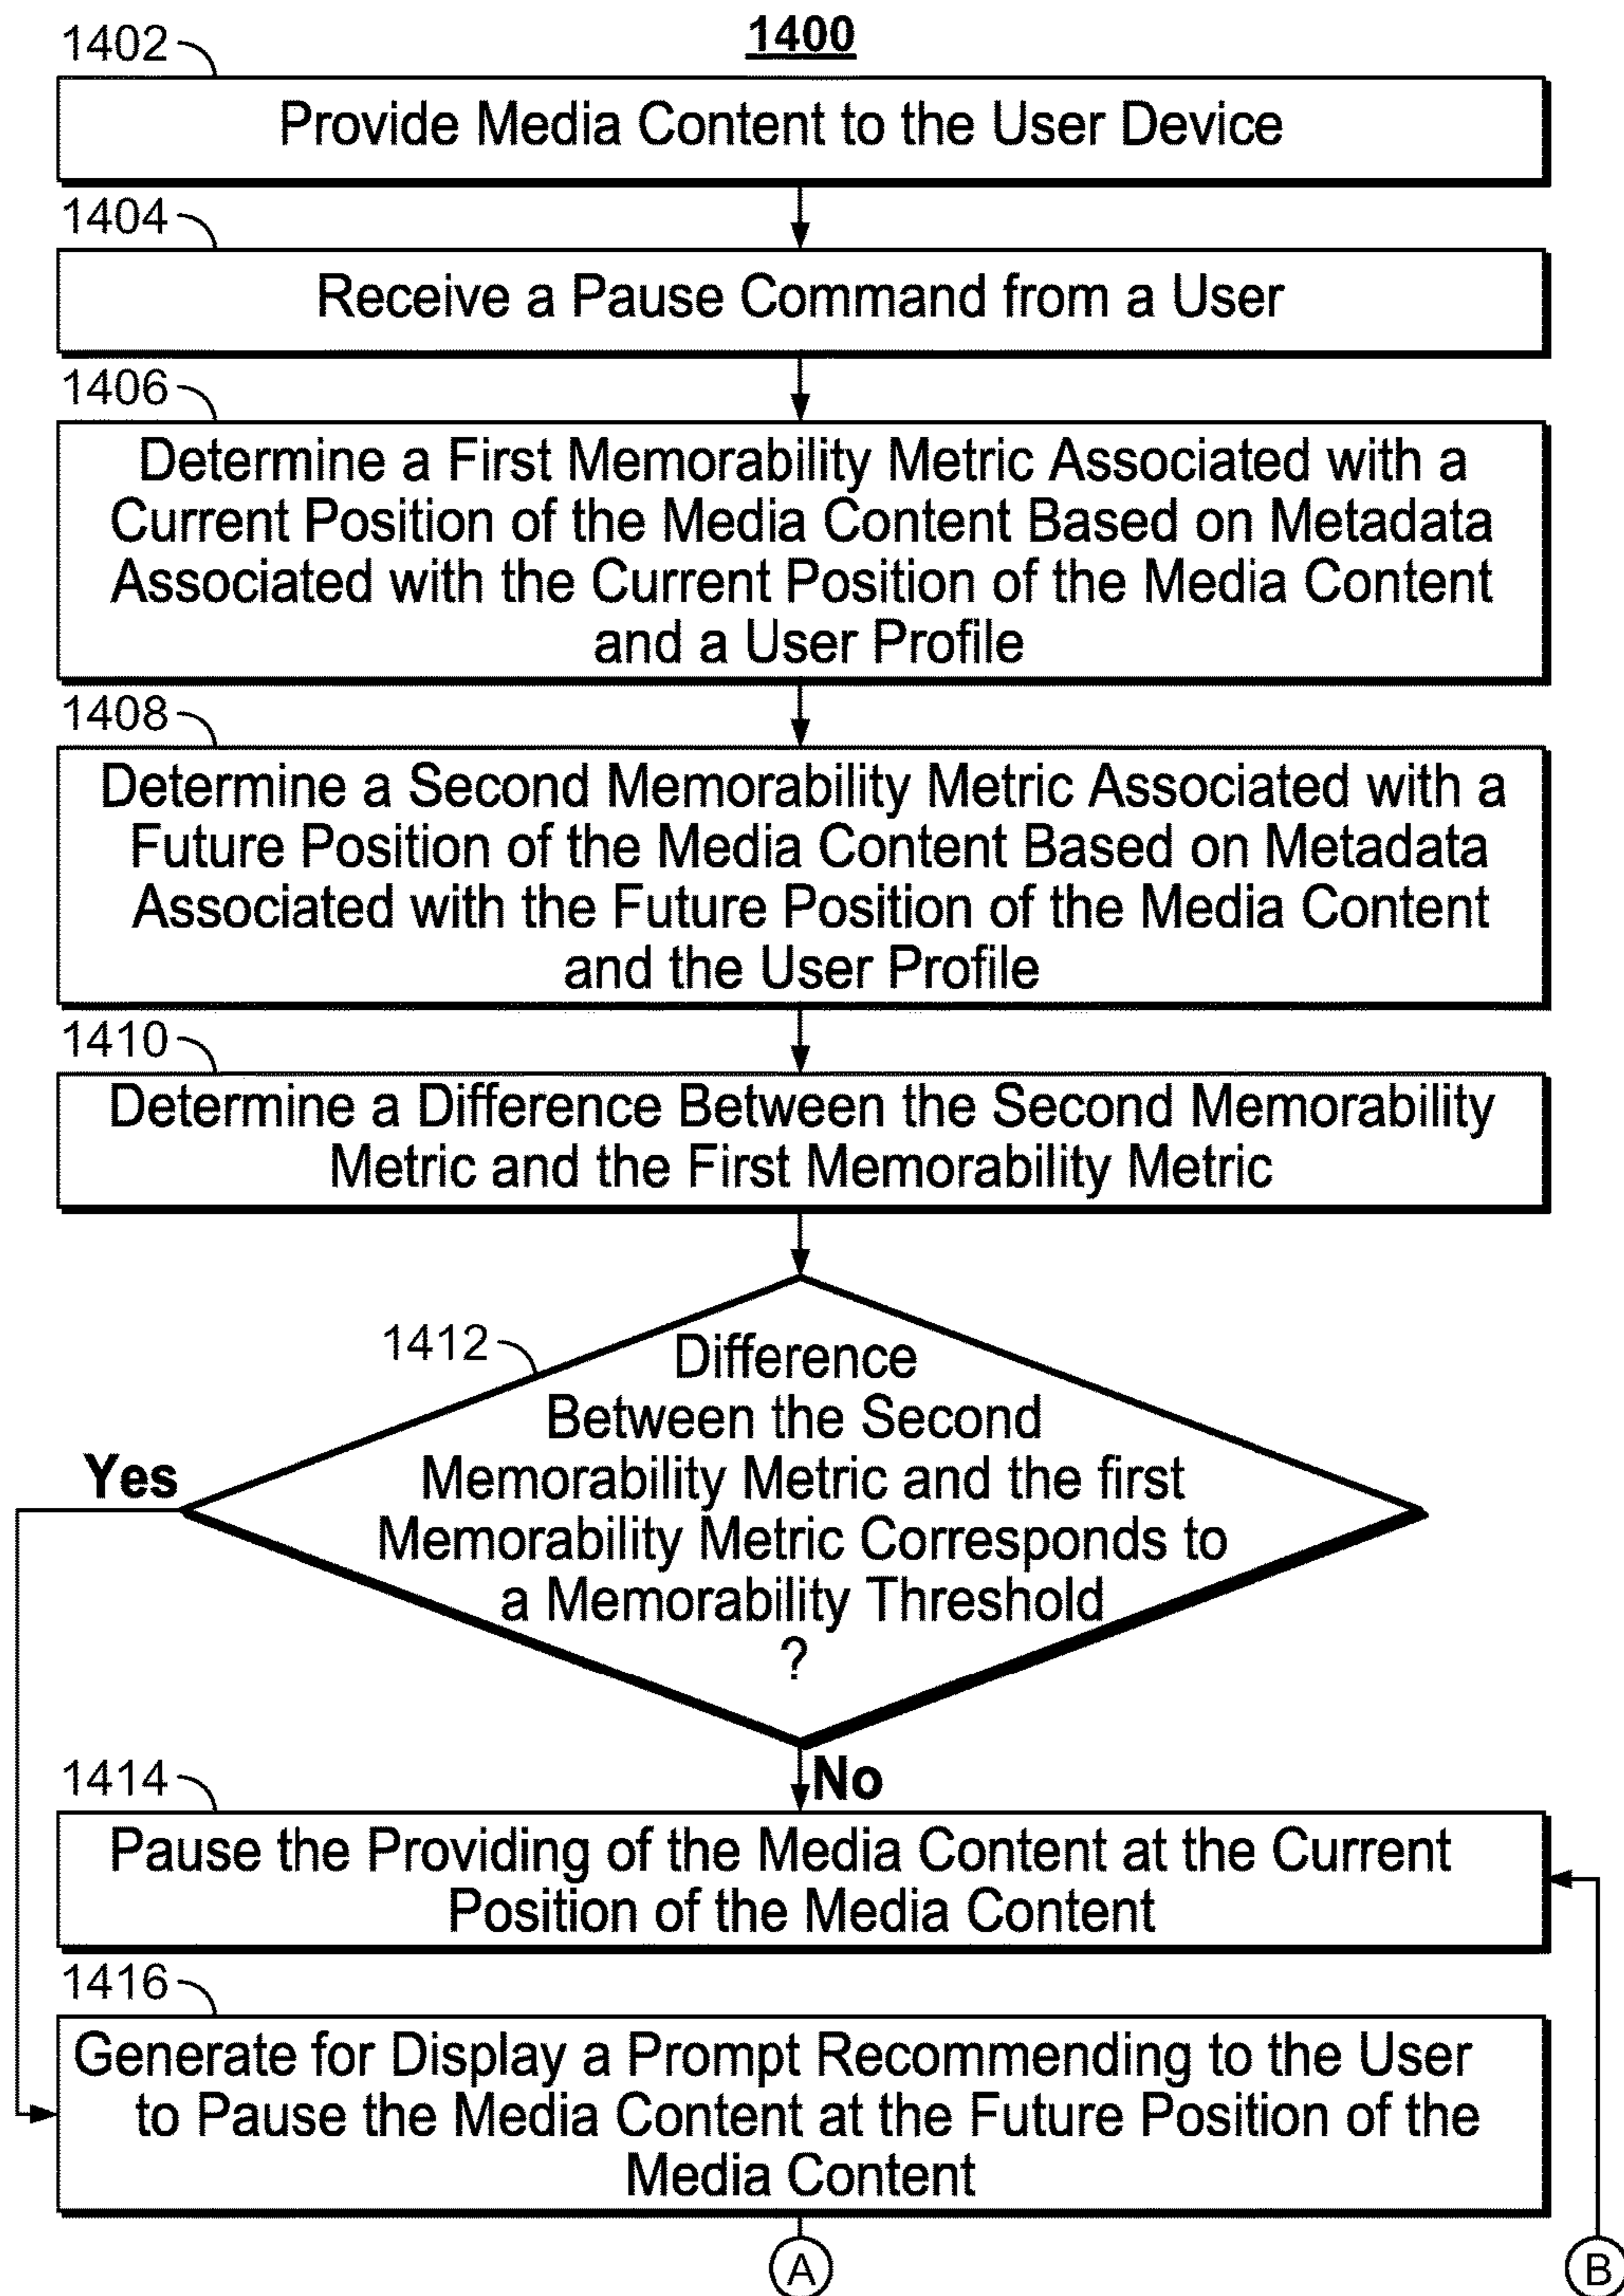 1400
1402
Provide Media Content to the User Device
1404
Receive a Pause Command from a User
1406
Determine a First Memorability Metric Associated with a
Current Position of the Media Content Based on Metadata
Associated with the Current Position of the Media Content
and a User Profile
1408
Determine a Second Memorability Metric Associated with a
Future Position of the Media Content Based on Metadata
Associated with the Future Position of the Media Content
and the User Profile
1410
Determine a Difference Between the Second Memorability
Metric and the First Memorability Metric
1412
Difference
Between the Second
Memorability Metric and the first
Memorability Metric Corresponds to
a Memorability Threshold
?
Yes
No
1414
Pause the Providing of the Media Content at the Current
Position of the Media Content
1416
Generate for Display a Prompt Recommending to the User
to Pause the Media Content at the Future Position of the
Media Content
A
B